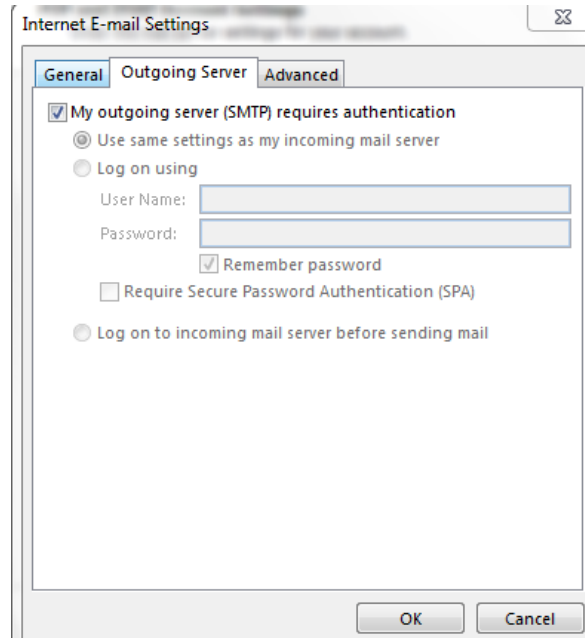 Internet E-mail Settings
General Outgoing Server Advanced
My outgoing server (SMTP) requires authentication
Use same settings as my incoming mail server
Log on using
User Name:
Password:
Remember password
Require Secure Password Authentication (SPA)
Log on to incoming mail server before sending mail
OK Cancel